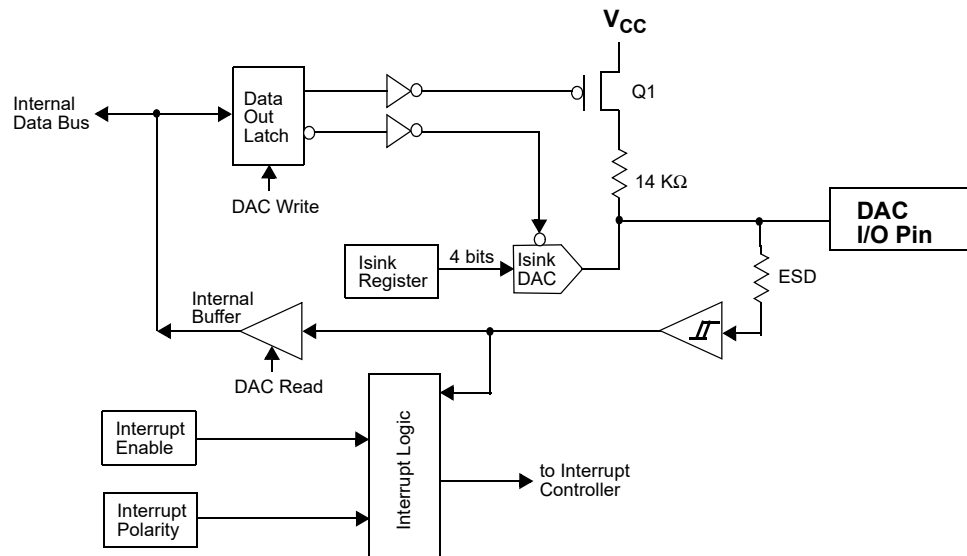 VCC
Q1
Internal
Data Bus
Data
Out
Latch
DAC Write
14 KΩ
DAC
I/O Pin
Isink
Register
4 bits
Isink
DAC
ESD
Internal
Buffer
DAC Read
Interrupt
Enable
Interrupt Logic
to Interrupt
Controller
Interrupt
Polarity